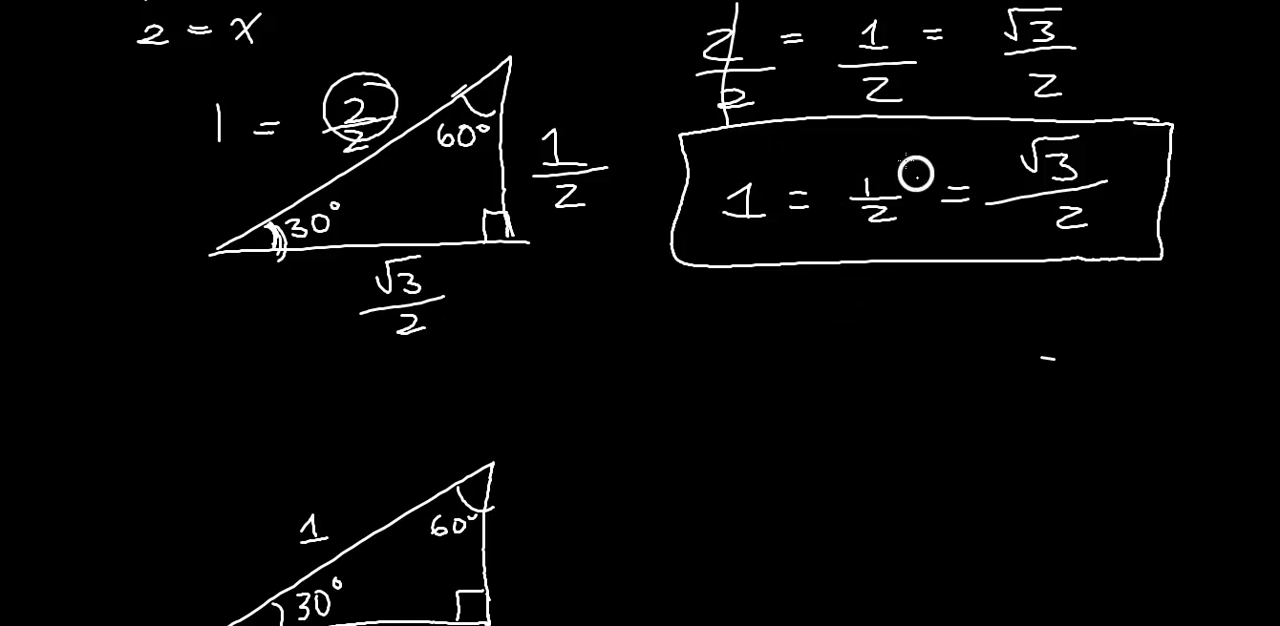 2 = x
2/2 = 1/2 = √3/2
1 = 2/2
60°
1/2
30°
√3/2
1 = 1/2 = √3/2
1
60°
30°